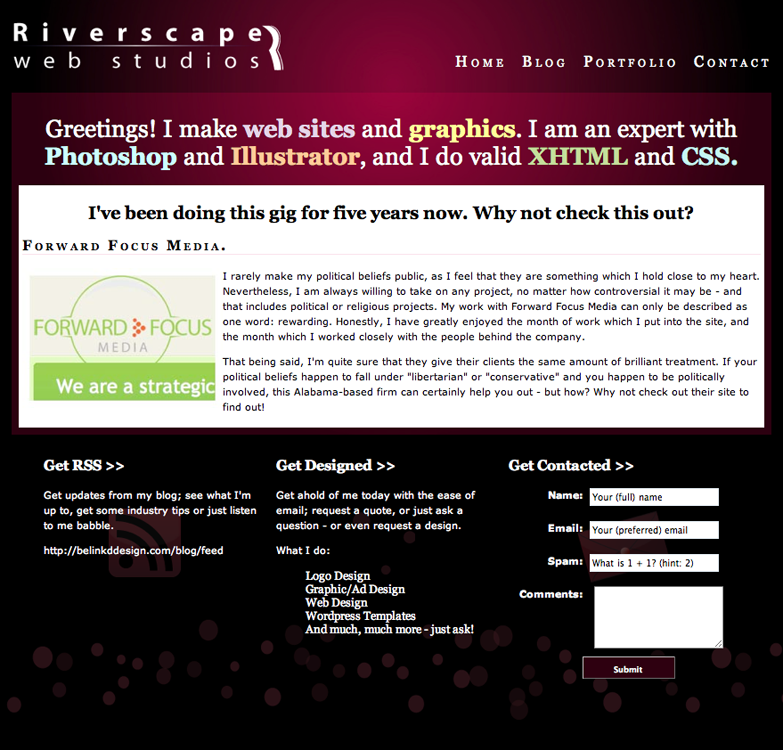 Riverscape
web studios
Home Blog Portfolio Contact
Greetings! I make web sites and graphics. I am an expert with
Photoshop and Illustrator, and I do valid XHTML and CSS.
I've been doing this gig for five years now. Why not check this out?
Forward Focus Media.
FORWARD FOCUS
MEDIA
We are a strategic
I rarely make my political beliefs public, as I feel that they are something which I hold close to my heart.
Nevertheless, I am always willing to take on any project, no matter how controversial it may be - and
that includes political or religious projects. My work with Forward Focus Media can only be described as
one word: rewarding. Honestly, I have greatly enjoyed the month of work which I put into the site, and
the month which I worked closely with the people behind the company.
That being said, I'm quite sure that they give their clients the same amount of brilliant treatment. If your
political beliefs happen to fall under "libertarian" or "conservative" and you happen to be politically
involved, this Alabama-based firm can certainly help you out - but how? Why not check out their site to
find out!
Get RSS >>
Get updates from my blog; see what I'm
up to, get some industry tips or just listen
to me babble.
http://belinkddesign.com/blog/feed
Get Designed >>
Get ahold of me today with the ease of
email; request a quote, or just ask a
question - or even request a design.
What I do:
Logo Design
Graphic/Ad Design
Web Design
Wordpress Templates
And much, much more - just ask!
Get Contacted >>
Name: Your (full) name
Email: Your (preferred) email
Spam: What is 1 + 1? (hint: 2)
Comments:
Submit